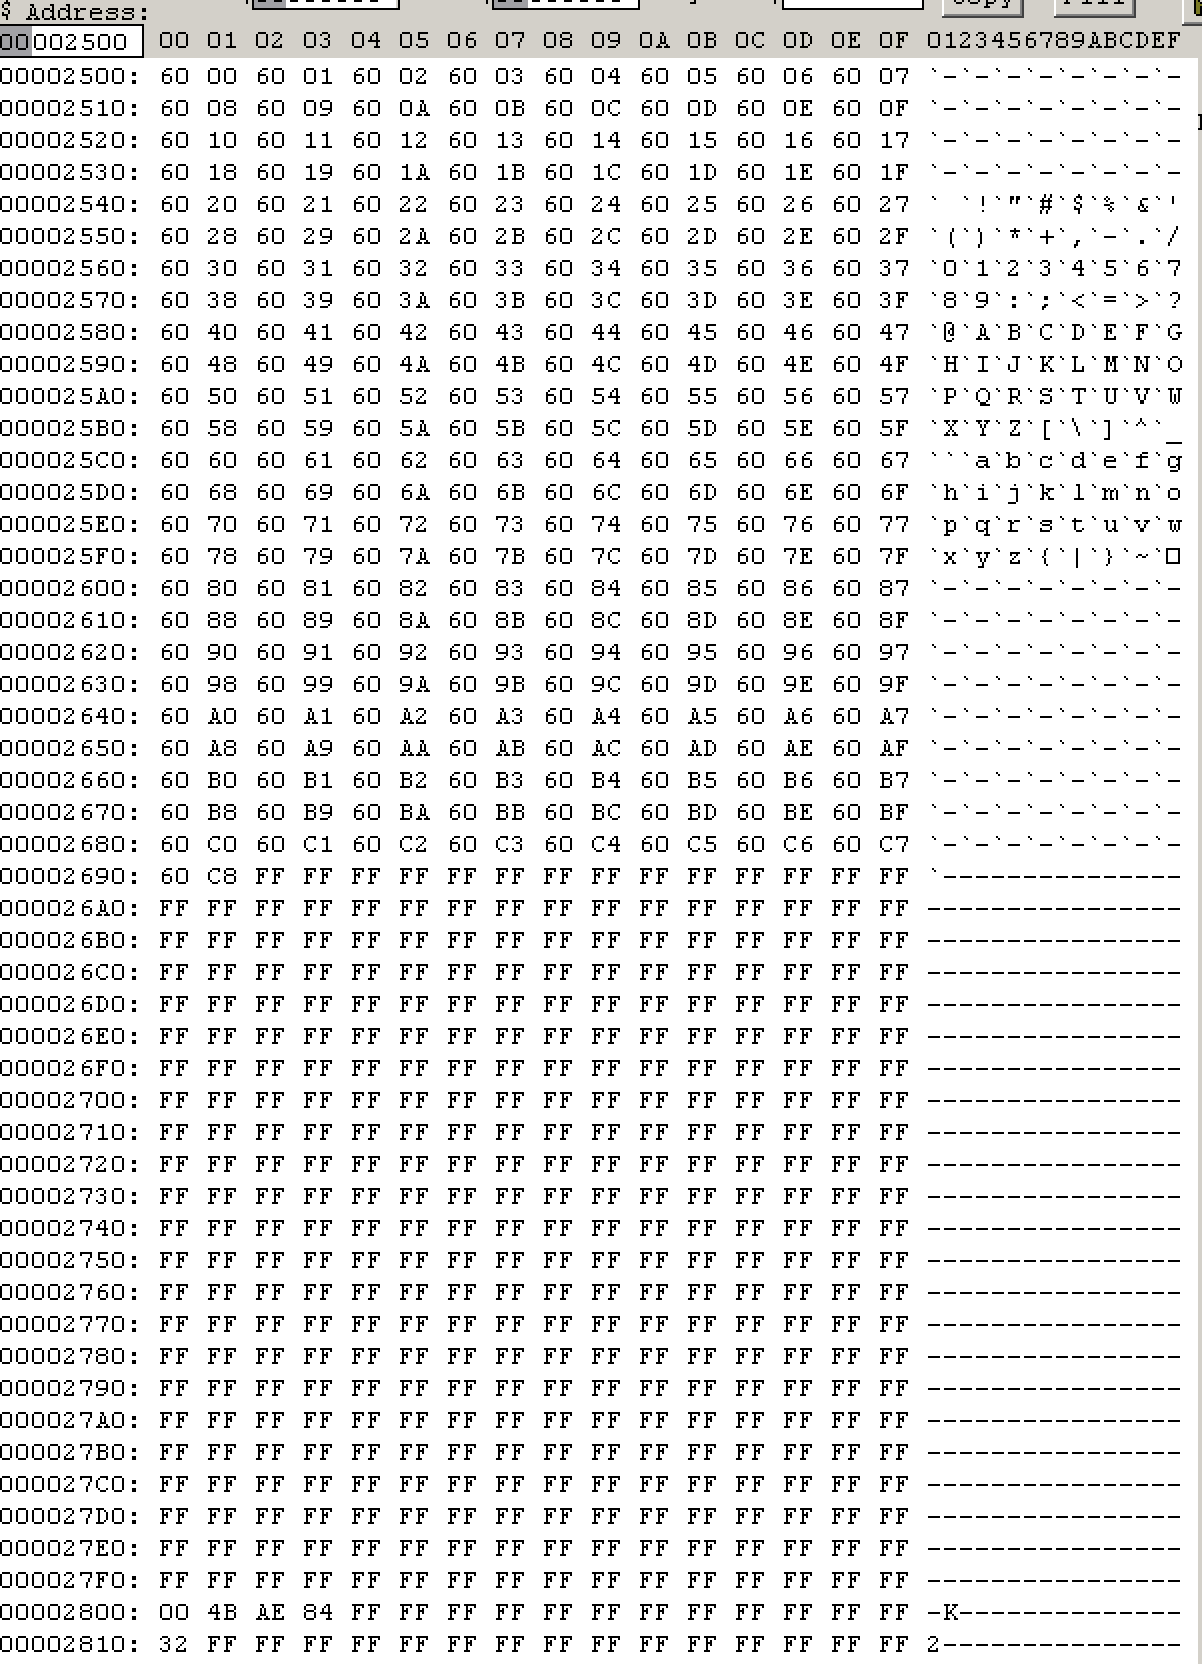 $ Address:
Copy Fill
00002500 00 01 02 03 04 05 06 07 08 09 0A 0B 0C 0D 0E 0F 0123456789ABCDEF
00002500: 60 00 60 01 60 02 60 03 60 04 60 05 60 06 60 07 `-`-`-`-`-`-`-`-
00002510: 60 08 60 09 60 0A 60 0B 60 0C 60 0D 60 0E 60 0F `-`-`-`-`-`-`-`-
00002520: 60 10 60 11 60 12 60 13 60 14 60 15 60 16 60 17 `-`-`-`-`-`-`-`-
00002530: 60 18 60 19 60 1A 60 1B 60 1C 60 1D 60 1E 60 1F `-`-`-`-`-`-`-`-
00002540: 60 20 60 21 60 22 60 23 60 24 60 25 60 26 60 27 ` `!`"`#`$`%`&`'
00002550: 60 28 60 29 60 2A 60 2B 60 2C 60 2D 60 2E 60 2F `(`)`*`+`,`-`.`/
00002560: 60 30 60 31 60 32 60 33 60 34 60 35 60 36 60 37 `0`1`2`3`4`5`6`7
00002570: 60 38 60 39 60 3A 60 3B 60 3C 60 3D 60 3E 60 3F `8`9`:`;`<`=`>`?
00002580: 60 40 60 41 60 42 60 43 60 44 60 45 60 46 60 47 `@`A`B`C`D`E`F`G
00002590: 60 48 60 49 60 4A 60 4B 60 4C 60 4D 60 4E 60 4F `H`I`J`K`L`M`N`O
000025A0: 60 50 60 51 60 52 60 53 60 54 60 55 60 56 60 57 `P`Q`R`S`T`U`V`W
000025B0: 60 58 60 59 60 5A 60 5B 60 5C 60 5D 60 5E 60 5F `X`Y`Z`[`\`]`^`_
000025C0: 60 60 60 61 60 62 60 63 60 64 60 65 60 66 60 67 ```a`b`c`d`e`f`g
000025D0: 60 68 60 69 60 6A 60 6B 60 6C 60 6D 60 6E 60 6F `h`i`j`k`l`m`n`o
000025E0: 60 70 60 71 60 72 60 73 60 74 60 75 60 76 60 77 `p`q`r`s`t`u`v`w
000025F0: 60 78 60 79 60 7A 60 7B 60 7C 60 7D 60 7E 60 7F `x`y`z`{`|`}`~`□
00002600: 60 80 60 81 60 82 60 83 60 84 60 85 60 86 60 87 `-`-`-`-`-`-`-`-
00002610: 60 88 60 89 60 8A 60 8B 60 8C 60 8D 60 8E 60 8F `-`-`-`-`-`-`-`-
00002620: 60 90 60 91 60 92 60 93 60 94 60 95 60 96 60 97 `-`-`-`-`-`-`-`-
00002630: 60 98 60 99 60 9A 60 9B 60 9C 60 9D 60 9E 60 9F `-`-`-`-`-`-`-`-
00002640: 60 A0 60 A1 60 A2 60 A3 60 A4 60 A5 60 A6 60 A7 `-`-`-`-`-`-`-`-
00002650: 60 A8 60 A9 60 AA 60 AB 60 AC 60 AD 60 AE 60 AF `-`-`-`-`-`-`-`-
00002660: 60 B0 60 B1 60 B2 60 B3 60 B4 60 B5 60 B6 60 B7 `-`-`-`-`-`-`-`-
00002670: 60 B8 60 B9 60 BA 60 BB 60 BC 60 BD 60 BE 60 BF `-`-`-`-`-`-`-`-
00002680: 60 C0 60 C1 60 C2 60 C3 60 C4 60 C5 60 C6 60 C7 `-`-`-`-`-`-`-`-
00002690: 60 C8 FF FF FF FF FF FF FF FF FF FF FF FF FF FF `---------------
000026A0: FF FF FF FF FF FF FF FF FF FF FF FF FF FF FF FF ----------------
000026B0: FF FF FF FF FF FF FF FF FF FF FF FF FF FF FF FF ----------------
000026C0: FF FF FF FF FF FF FF FF FF FF FF FF FF FF FF FF ----------------
000026D0: FF FF FF FF FF FF FF FF FF FF FF FF FF FF FF FF ----------------
000026E0: FF FF FF FF FF FF FF FF FF FF FF FF FF FF FF FF ----------------
000026F0: FF FF FF FF FF FF FF FF FF FF FF FF FF FF FF FF ----------------
00002700: FF FF FF FF FF FF FF FF FF FF FF FF FF FF FF FF ----------------
00002710: FF FF FF FF FF FF FF FF FF FF FF FF FF FF FF FF ----------------
00002720: FF FF FF FF FF FF FF FF FF FF FF FF FF FF FF FF ----------------
00002730: FF FF FF FF FF FF FF FF FF FF FF FF FF FF FF FF ----------------
00002740: FF FF FF FF FF FF FF FF FF FF FF FF FF FF FF FF ----------------
00002750: FF FF FF FF FF FF FF FF FF FF FF FF FF FF FF FF ----------------
00002760: FF FF FF FF FF FF FF FF FF FF FF FF FF FF FF FF ----------------
00002770: FF FF FF FF FF FF FF FF FF FF FF FF FF FF FF FF ----------------
00002780: FF FF FF FF FF FF FF FF FF FF FF FF FF FF FF FF ----------------
00002790: FF FF FF FF FF FF FF FF FF FF FF FF FF FF FF FF ----------------
000027A0: FF FF FF FF FF FF FF FF FF FF FF FF FF FF FF FF ----------------
000027B0: FF FF FF FF FF FF FF FF FF FF FF FF FF FF FF FF ----------------
000027C0: FF FF FF FF FF FF FF FF FF FF FF FF FF FF FF FF ----------------
000027D0: FF FF FF FF FF FF FF FF FF FF FF FF FF FF FF FF ----------------
000027E0: FF FF FF FF FF FF FF FF FF FF FF FF FF FF FF FF ----------------
000027F0: FF FF FF FF FF FF FF FF FF FF FF FF FF FF FF FF ----------------
00002800: 00 4B AE 84 FF FF FF FF FF FF FF FF FF FF FF FF -K--------------
00002810: 32 FF FF FF FF FF FF FF FF FF FF FF FF FF FF FF 2---------------